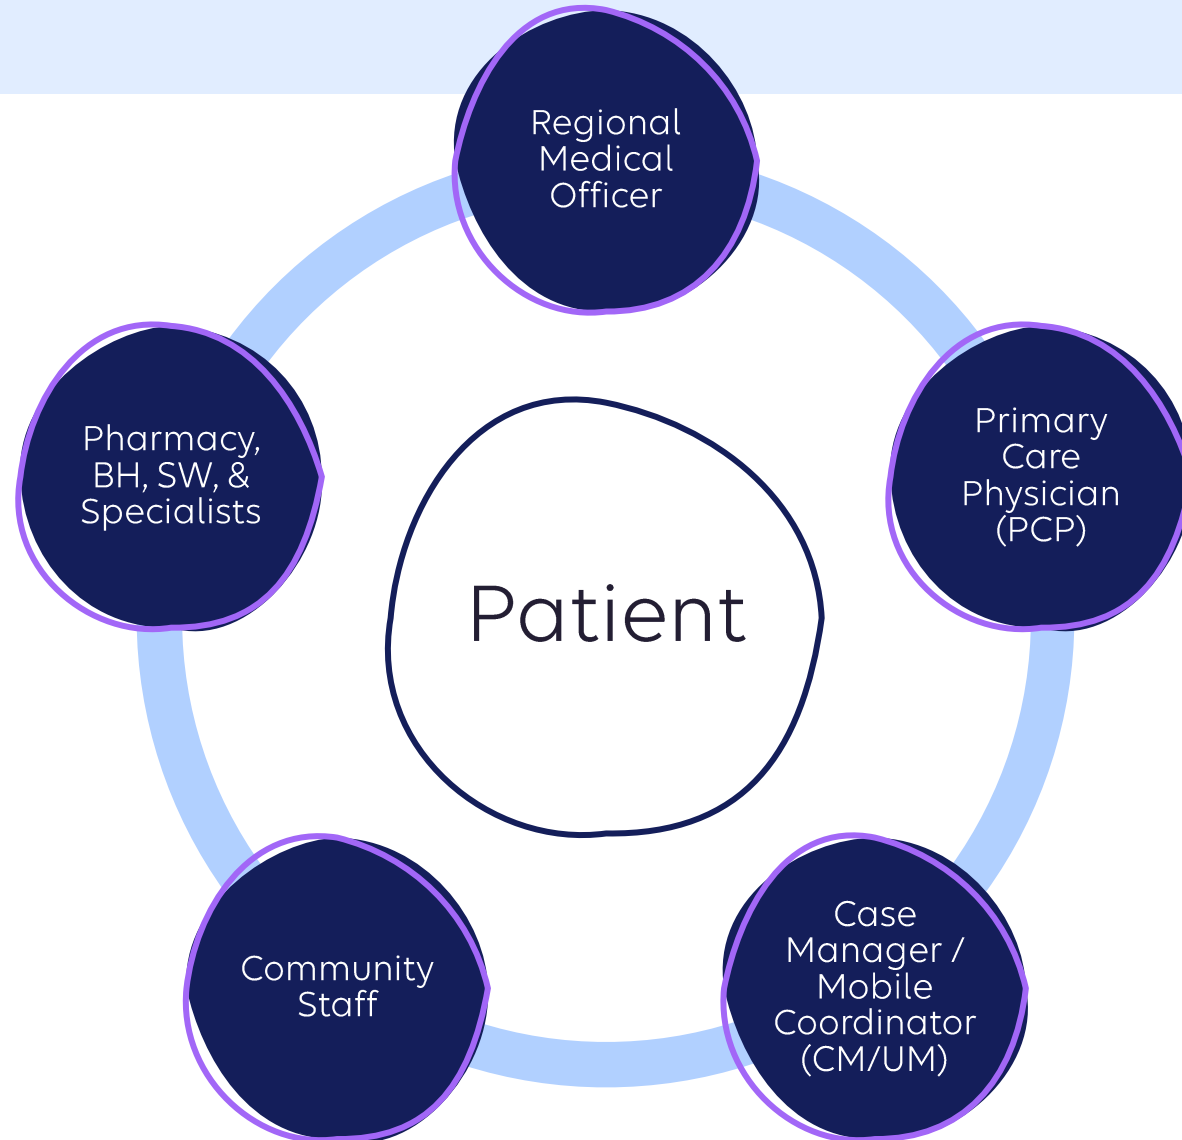 Regional
Medical
Officer
Pharmacy,
BH, SW, &
Specialists
Primary
Care
Physician
(PCP)
Patient
Community
Staff
Case
Manager /
Mobile
Coordinator
(CM/UM)